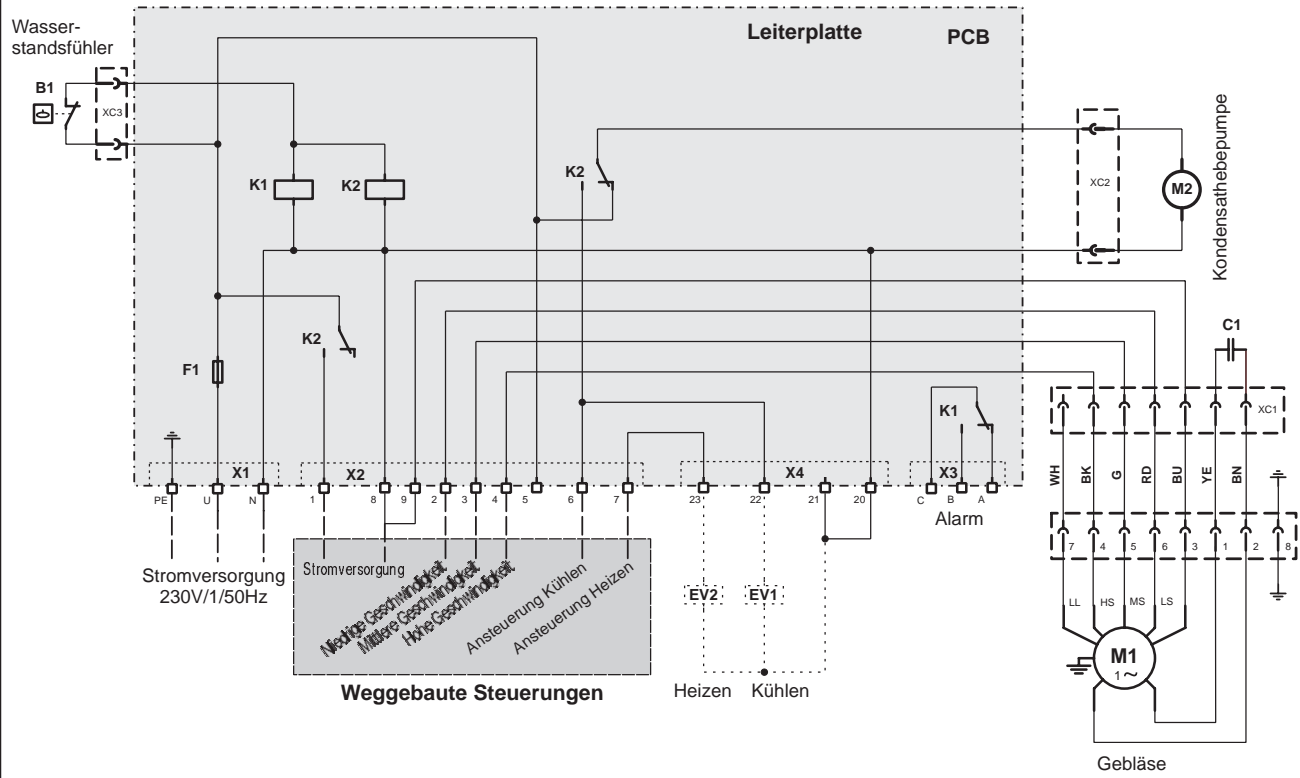 Wasser-
standsfühler
Leiterplatte
PCB
B1
XC3
K1
K2
K2
XC2
M2
Kondensathebepumpe
K2
F1
C1
XC1
K1
X1
X2
X4
X3
PE
U
N
1
8
9
2
3
4
5
6
7
23
22
21
20
C
B
A
Alarm
WH
BK
G
RD
BU
YE
BN
7
4
5
6
3
1
2
8
Stromversorgung
230V/1/50Hz
Stromversorgung
Niedrige Geschwindigkeit
Mittlere Geschwindigkeit
Hohe Geschwindigkeit
Ansteuerung Kühlen
Ansteuerung Heizen
Weggebaute Steuerungen
EV2
EV1
Heizen
Kühlen
LL
HS
MS
LS
M1
1~
Gebläse